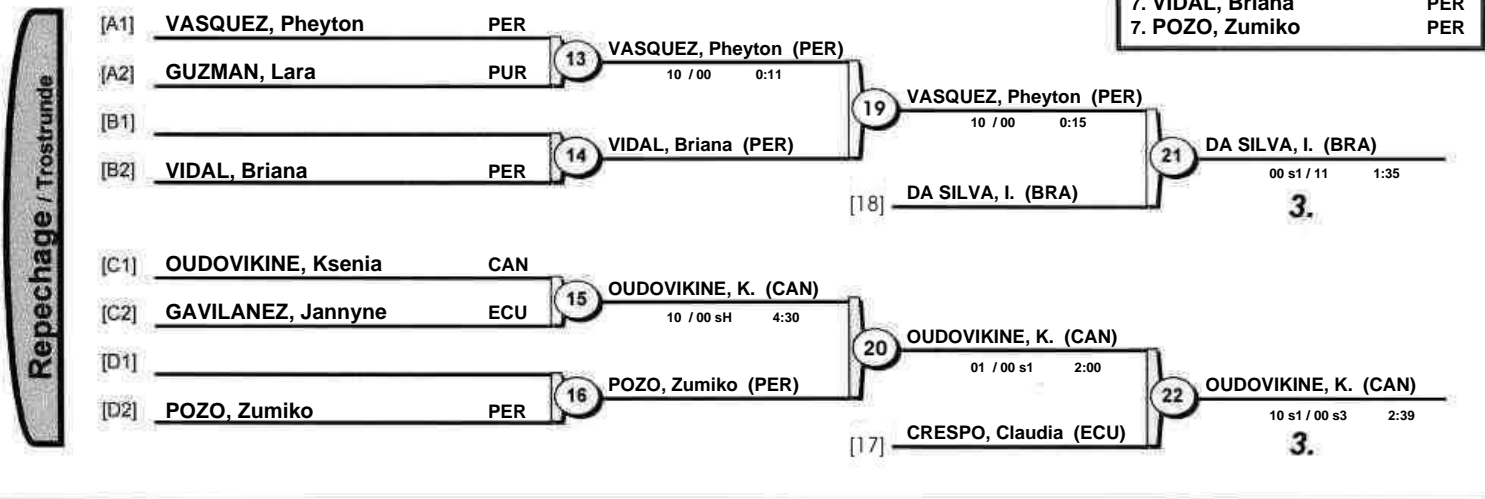 7. VIDAL, Briana PER
7. POZO, Zumiko PER
Repechage / Trostrunde
[A1] VASQUEZ, Pheyton PER
[A2] GUZMAN, Lara PUR
13 VASQUEZ, Pheyton (PER)
10 / 00 0:11
[B1]
[B2] VIDAL, Briana PER
14 VIDAL, Briana (PER)
19 VASQUEZ, Pheyton (PER)
10 / 00 0:15
[18] DA SILVA, I. (BRA)
21 DA SILVA, I. (BRA)
00 s1 / 11 1:35
3.
[C1] OUDOVIKINE, Ksenia CAN
[C2] GAVILANEZ, Jannyne ECU
15 OUDOVIKINE, K. (CAN)
10 / 00 sH 4:30
[D1]
[D2] POZO, Zumiko PER
16 POZO, Zumiko (PER)
20 OUDOVIKINE, K. (CAN)
01 / 00 s1 2:00
[17] CRESPO, Claudia (ECU)
22 OUDOVIKINE, K. (CAN)
10 s1 / 00 s3 2:39
3.